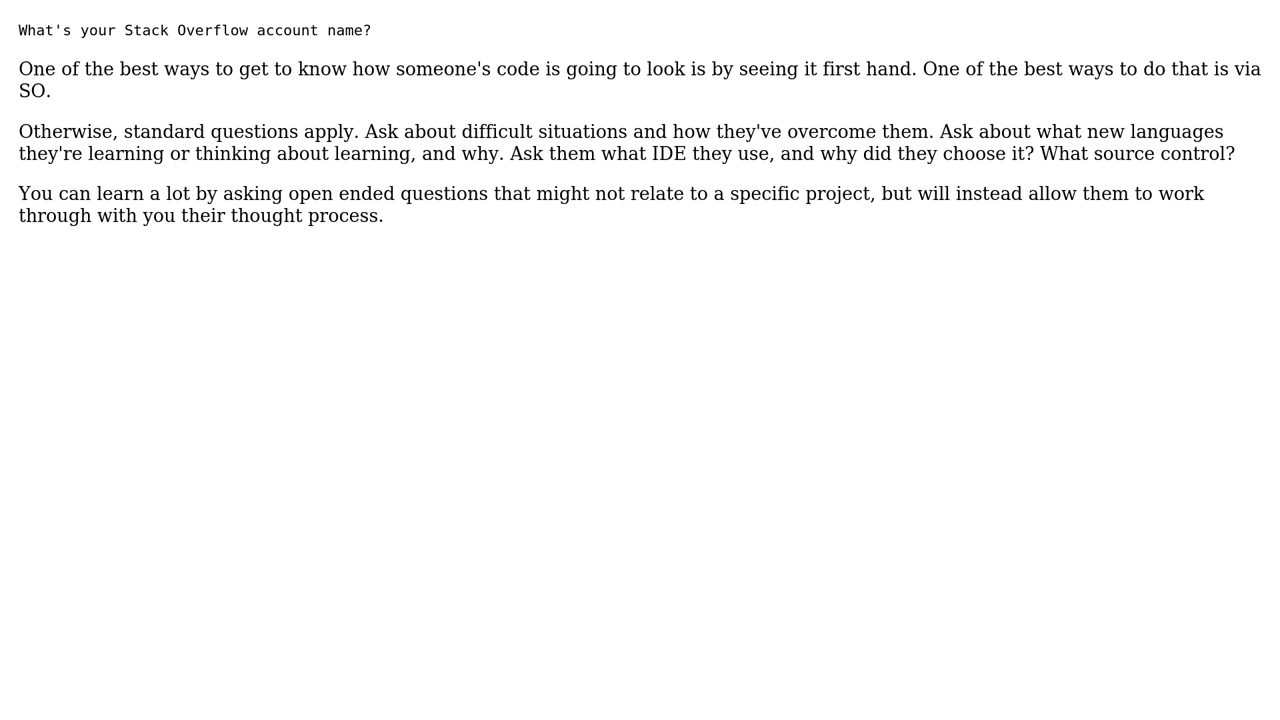 What's your Stack Overflow account name?
One of the best ways to get to know how someone's code is going to look is by seeing it first hand. One of the best ways to do that is via
SO.
Otherwise, standard questions apply. Ask about difficult situations and how they've overcome them. Ask about what new languages
they're learning or thinking about learning, and why. Ask them what IDE they use, and why did they choose it? What source control?
You can learn a lot by asking open ended questions that might not relate to a specific project, but will instead allow them to work
through with you their thought process.